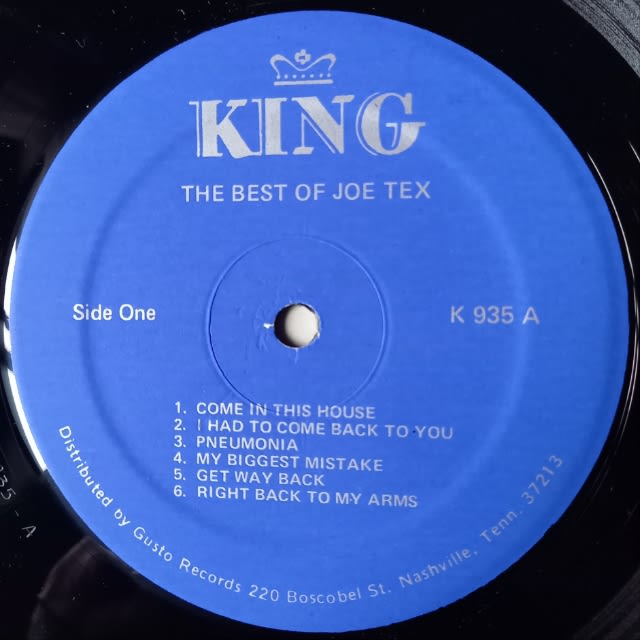 KING
THE BEST OF JOE TEX
Side One
K 935 A
1. COME IN THIS HOUSE
2. I HAD TO COME BACK TO YOU
3. PNEUMONIA
4. MY BIGGEST MISTAKE
5. GET WAY BACK
6. RIGHT BACK TO MY ARMS
Distributed by Gusto Records 220 Boscobel St. Nashville, Tenn. 37213
935 - A